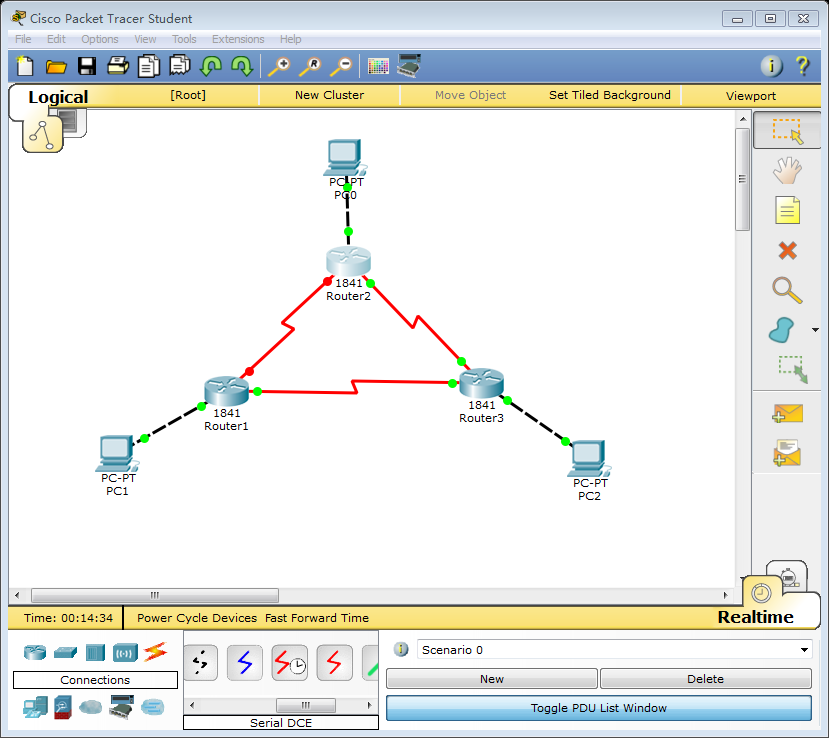 Cisco Packet Tracer Student
File Edit Options View Tools Extensions Help
Logical [Root] New Cluster Move Object Set Tiled Background Viewport
PC-PT
PC0
1841
Router2
1841
Router1
1841
Router3
PC-PT
PC1
PC-PT
PC2
Time: 00:14:34 Power Cycle Devices Fast Forward Time Realtime
Scenario 0
Connections
New Delete
Toggle PDU List Window
Serial DCE